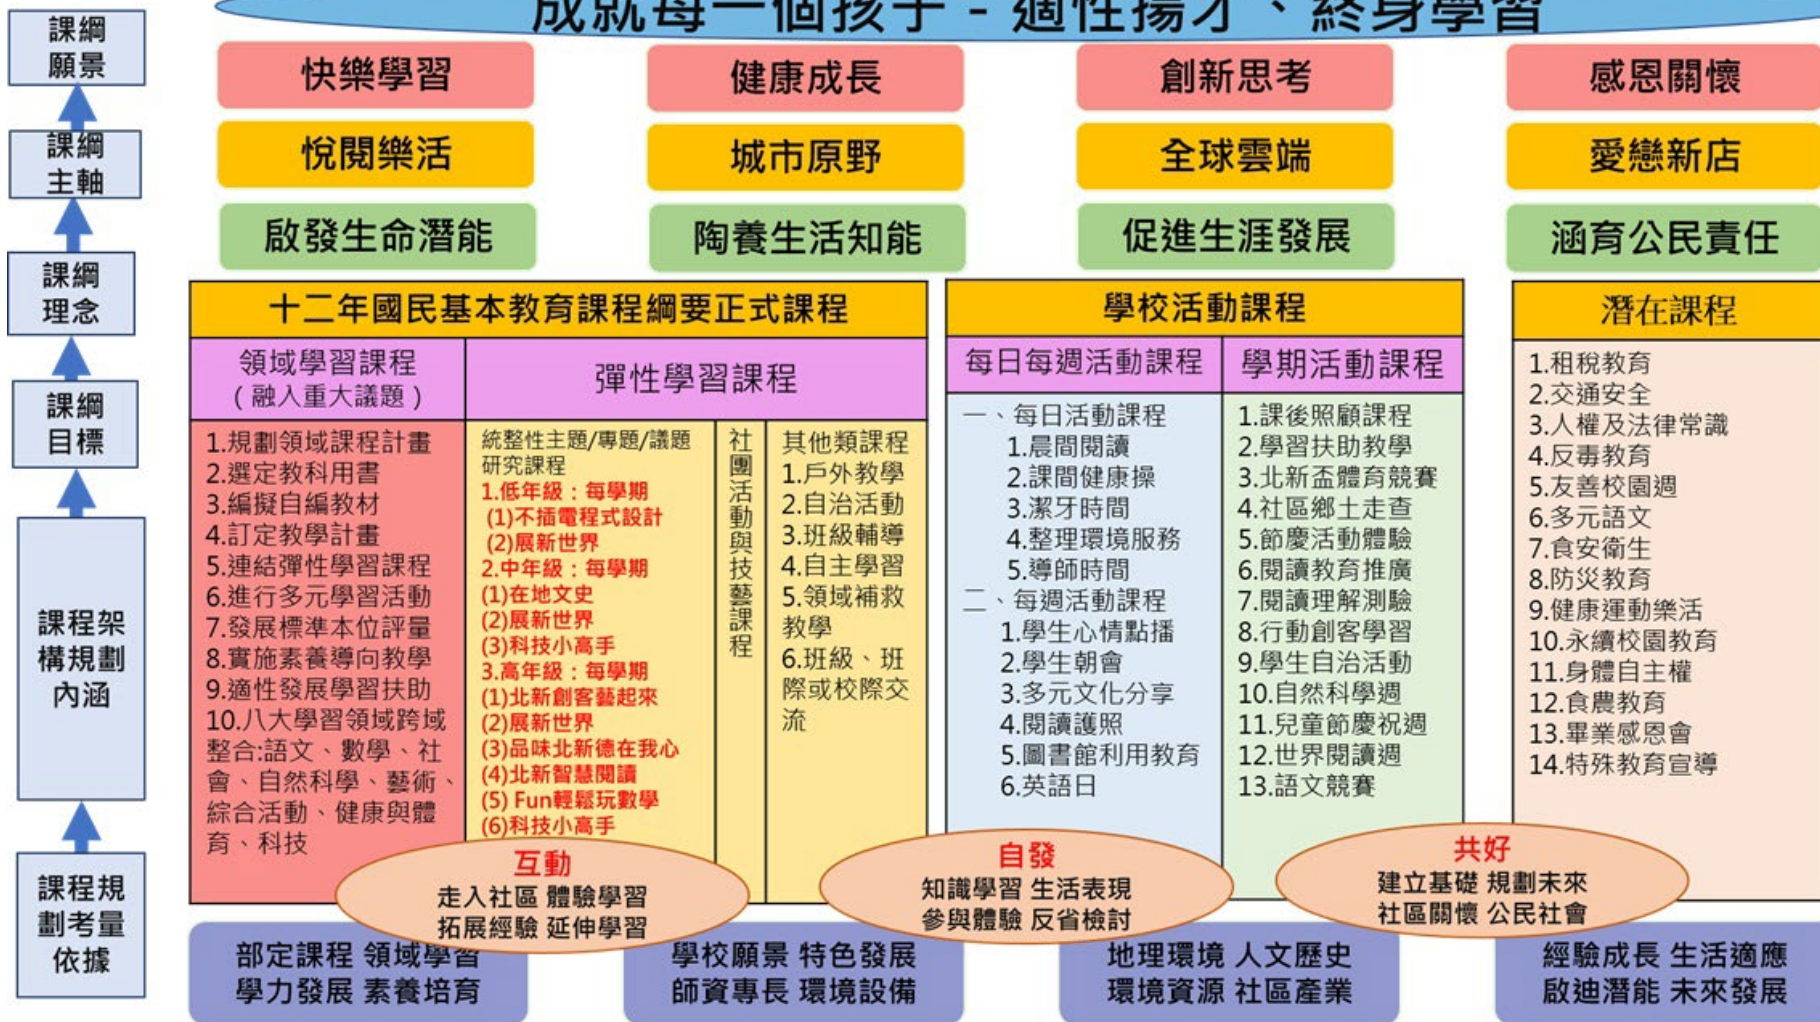 成就每一個孩子 - 適性揚才、終身學習
課綱
願景
快樂學習
健康成長
創新思考
感恩關懷
課綱
主軸
悅閱樂活
城市原野
全球雲端
愛戀新店
課綱
理念
啟發生命潛能
陶養生活知能
促進生涯發展
涵育公民責任
課綱
目標
課程架
構規劃
內涵
十二年國民基本教育課程綱要正式課程
領域學習課程
(融入重大議題)
1.規劃領域課程計畫
2.選定教科用書
3.編擬自編教材
4.訂定教學計畫
5.連結彈性學習課程
6.進行多元學習活動
7.發展標準本位評量
8.實施素養導向教學
9.適性發展學習扶助
10.八大學習領域跨域
整合:語文、數學、社
會、自然科學、藝術、
綜合活動、健康與體
育、科技
彈性學習課程
統整性主題/專題/議題
研究課程
1.低年級：每學期
(1)不插電程式設計
(2)展新世界
2.中年級：每學期
(1)在地文史
(2)展新世界
(3)科技小高手
3.高年級：每學期
(1)北新創客藝起來
(2)展新世界
(3)品味北新德在我心
(4)北新智慧閱讀
(5) Fun輕鬆玩數學
(6)科技小高手
社團活動與技藝課程
其他類課程
1.戶外教學
2.自治活動
3.班級輔導
4.自主學習
5.領域補救
教學
6.班級、班
際或校際交
流
學校活動課程
每日每週活動課程
一、每日活動課程
1.晨間閱讀
2.課間健康操
3.潔牙時間
4.整理環境服務
5.導師時間
二、每週活動課程
1.學生心情點播
2.學生朝會
3.多元文化分享
4.閱讀護照
5.圖書館利用教育
6.英語日
學期活動課程
1.課後照顧課程
2.學習扶助教學
3.北新盃體育競賽
4.社區鄉土走查
5.節慶活動體驗
6.閱讀教育推廣
7.閱讀理解測驗
8.行動創客學習
9.學生自治活動
10.自然科學週
11.兒童節慶祝週
12.世界閱讀週
13.語文競賽
潛在課程
1.租稅教育
2.交通安全
3.人權及法律常識
4.反毒教育
5.友善校園週
6.多元語文
7.食安衛生
8.防災教育
9.健康運動樂活
10.永續校園教育
11.身體自主權
12.食農教育
13.畢業感恩會
14.特殊教育宣導
互動
走入社區 體驗學習
拓展經驗 延伸學習
自發
知識學習 生活表現
參與體驗 反省檢討
共好
建立基礎 規劃未來
社區關懷 公民社會
課程規
劃考量
依據
部定課程 領域學習
學力發展 素養培育
學校願景 特色發展
師資專長 環境設備
地理環境 人文歷史
環境資源 社區產業
經驗成長 生活適應
啟迪潛能 未來發展